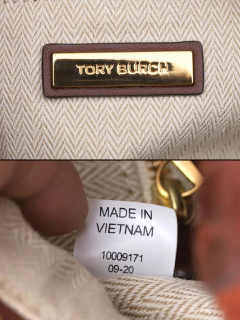 TORY BURCH
MADE IN
VIETNAM
10009171
09-20